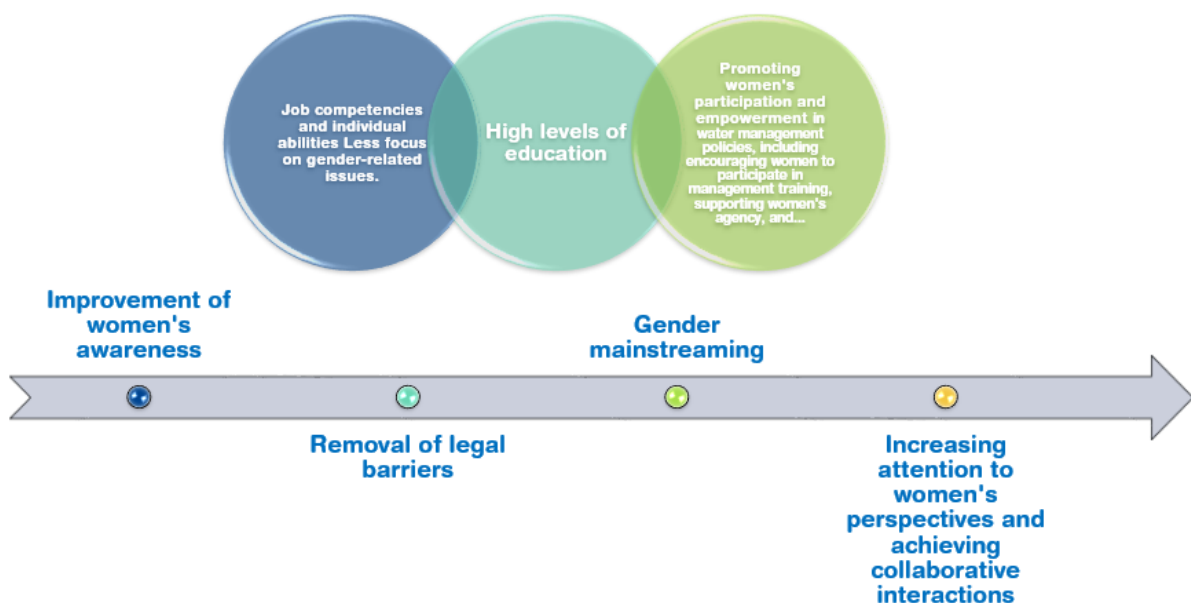 Job competencies
and individual
abilities Less focus
on gender-related
issues.
High levels of
education
Promoting
women's
participation and
empowerment in
water management
policies, including
encouraging women to
participate in
management training,
supporting women's
agency, and...
Improvement of
women's
awareness
Gender
mainstreaming
Removal of legal
barriers
Increasing
attention to
women's
perspectives and
achieving
collaborative
interactions